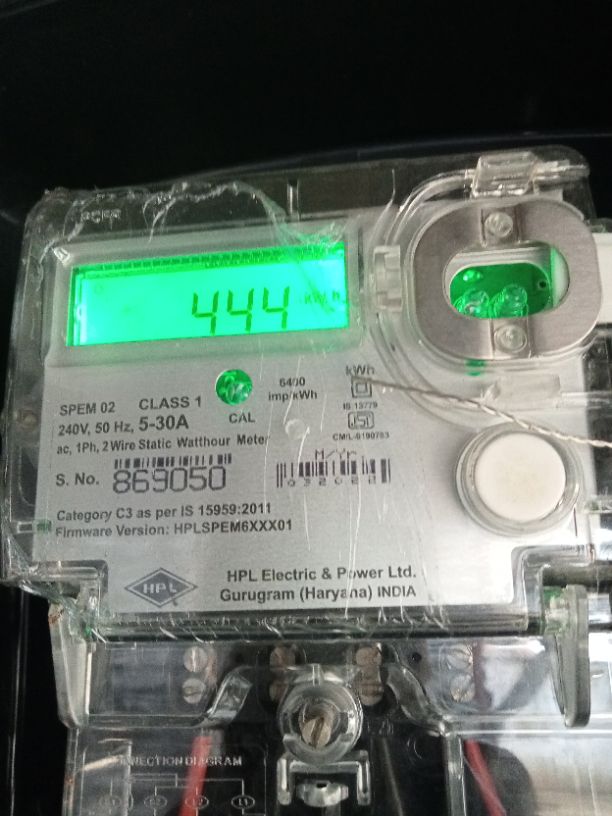 444 kWh
SPEM 02 CLASS 1
240V, 50 Hz, 5-30A
ac, 1Ph, 2 Wire Static Watthour Meter
CAL
6400
imp/kWh
kWh
IS 13779
CM/L-0190763
S. No. 869050
M/Yr.
032022
Category C3 as per IS 15959:2011
Firmware Version: HPLSPEM6XXX01
HPL
HPL Electric & Power Ltd.
Gurugram (Haryana) INDIA
CONNECTION DIAGRAM